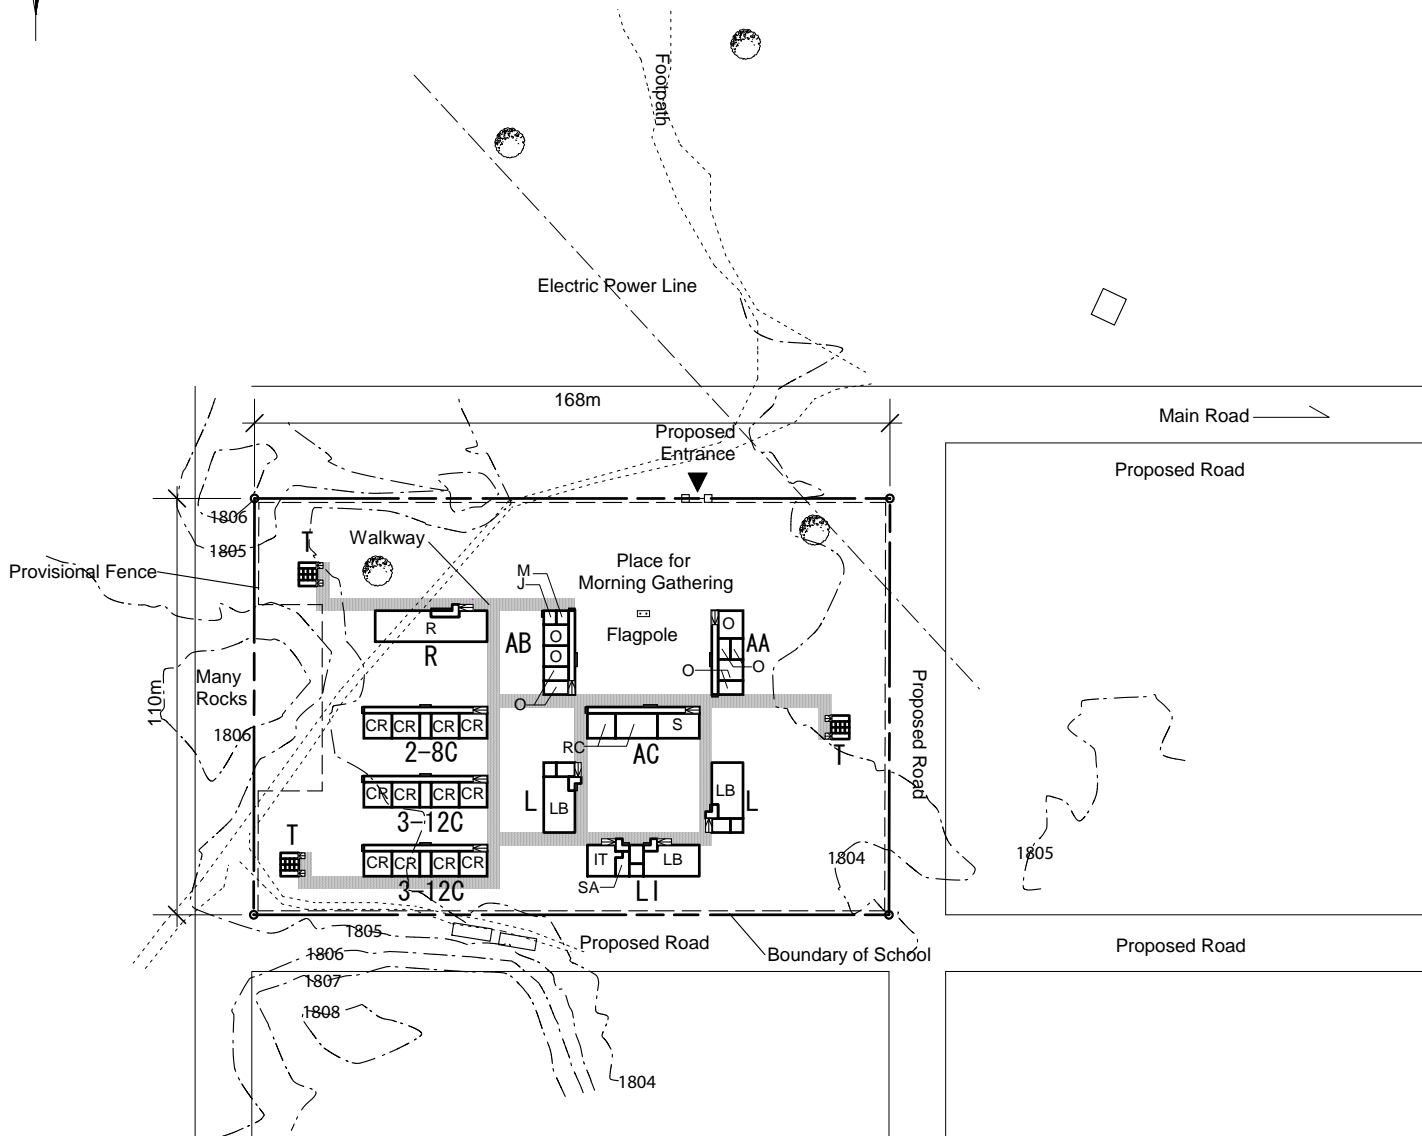 Footpath
Electric Power Line
168m
Main Road
Proposed
Entrance
Proposed Road
1806
T
Walkway
1805
Place for
Morning Gathering
M
J
Provisional Fence
O
R
R
AB
O
O
Flagpole
O
AA
O
O
Many
Rocks
110m
1806
CR CR CR CR
2-8C
RC
S
AC
T
Proposed Road
CR CR CR CR
3-12C
L
LB
LB
L
T
CR CR CR CR
3-12C
IT
LB
SA
LI
1804
1805
1805
Proposed Road
Boundary of School
Proposed Road
1806
1807
1808
1804